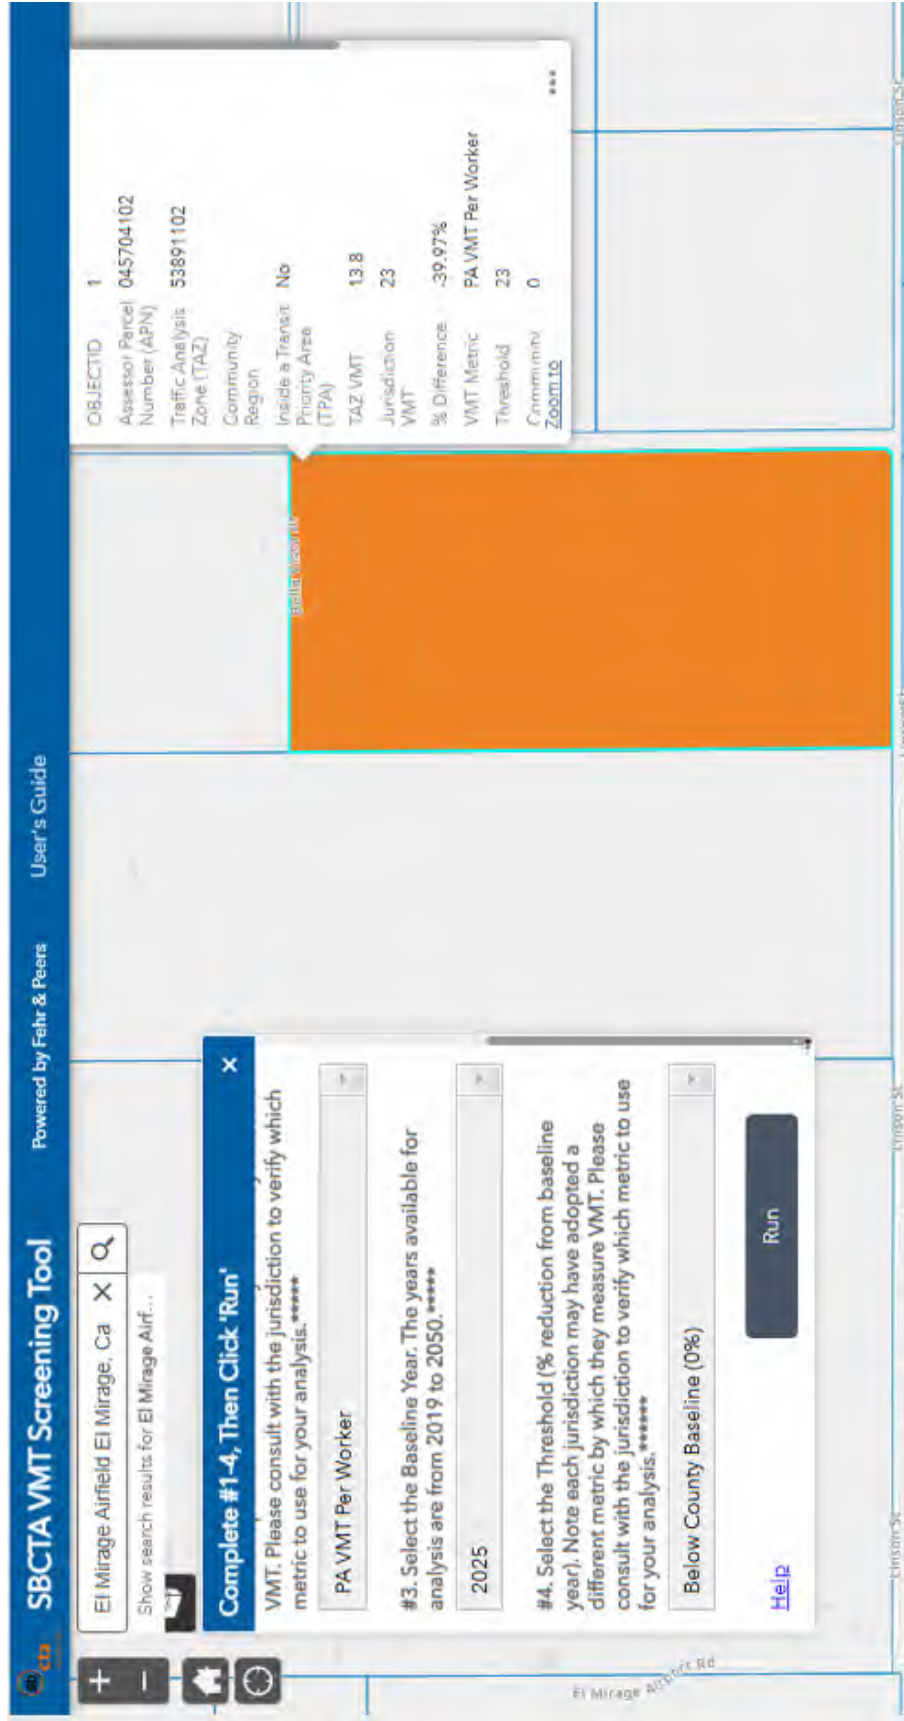 SBCTA VMT Screening Tool
Powered by Fehr & Peers
User's Guide
El Mirage Airfield El Mirage, Ca
Show search results for El Mirage Airf...
Complete #1-4, Then Click 'Run'
VMT. Please consult with the jurisdiction to verify which
metric to use for your analysis.*****
PA VMT Per Worker
#3. Select the Baseline Year. The years available for
analysis are from 2019 to 2050.*****
2025
#4. Select the Threshold (% reduction from baseline
year). Note each jurisdiction may have adopted a
different metric by which they measure VMT. Please
consult with the jurisdiction to verify which metric to use
for your analysis.******
Below County Baseline (0%)
Help
Run
OBJECTID 1
Assessor Parcel 045704102
Number (APN)
Traffic Analysis 53891102
Zone (TAZ)
Community
Region
Inside a Transit No
Priority Area
(TPA)
TAZ VMT 13.8
Jurisdiction 23
VMT
% Difference -39.97%
VMT Metric PA VMT Per Worker
Threshold 23
Community 0
Zoom to
El Mirage Airport Rd
Linson St
Linson St
Linson St